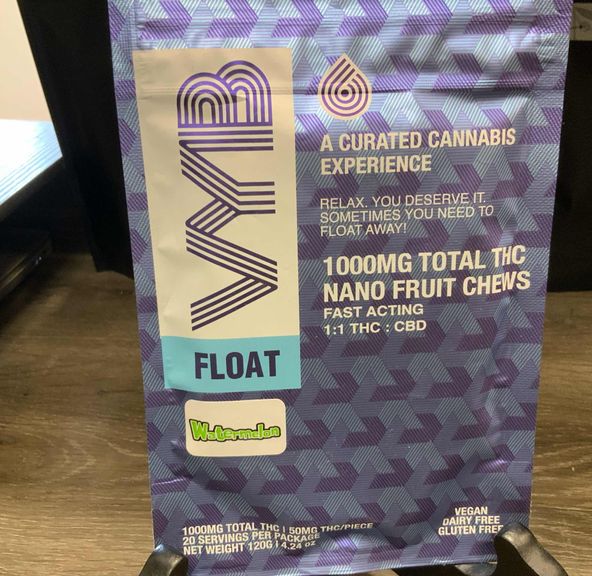 VYB
FLOAT
Watermelon
A CURATED CANNABIS
EXPERIENCE
RELAX. YOU DESERVE IT.
SOMETIMES YOU NEED TO
FLOAT AWAY!
1000MG TOTAL THC
NANO FRUIT CHEWS
FAST ACTING
1:1 THC : CBD
1000MG TOTAL THC | 50MG THC/PIECE
20 SERVINGS PER PACKAGE
NET WEIGHT 120G | 4.24 OZ
VEGAN
DAIRY FREE
GLUTEN FREE